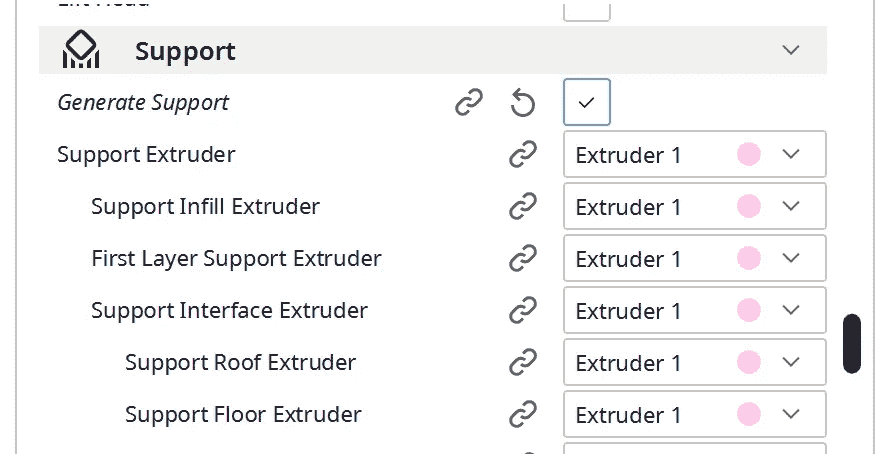 Support
Generate Support
Support Extruder Extruder 1
Support Infill Extruder Extruder 1
First Layer Support Extruder Extruder 1
Support Interface Extruder Extruder 1
Support Roof Extruder Extruder 1
Support Floor Extruder Extruder 1